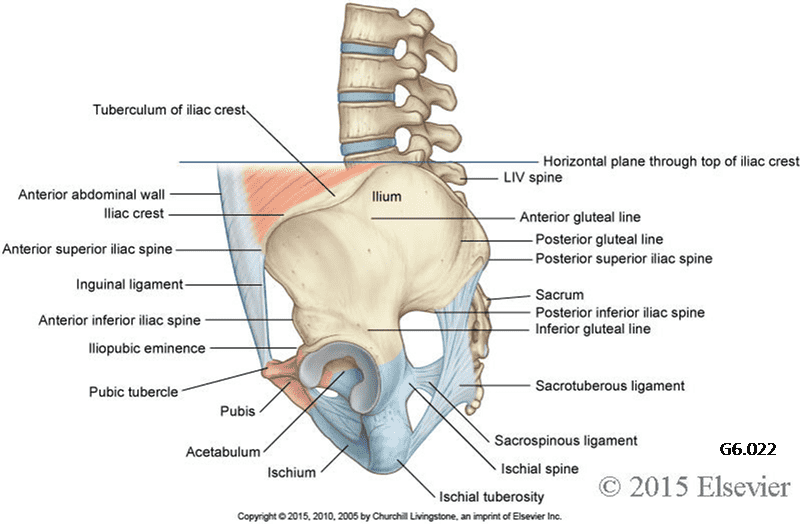 Tuberculum of iliac crest
Horizontal plane through top of iliac crest
LIV spine
Anterior abdominal wall
Ilium
Iliac crest
Anterior gluteal line
Posterior gluteal line
Anterior superior iliac spine
Posterior superior iliac spine
Inguinal ligament
Sacrum
Posterior inferior iliac spine
Anterior inferior iliac spine
Inferior gluteal line
Iliopubic eminence
Pubic tubercle
Sacrotuberous ligament
Pubis
Sacrospinous ligament
Acetabulum
G6.022
Ischial spine
Ischium
© 2015 Elsevier
Ischial tuberosity
Copyright © 2015, 2010, 2005 by Churchill Livingstone, an imprint of Elsevier Inc.